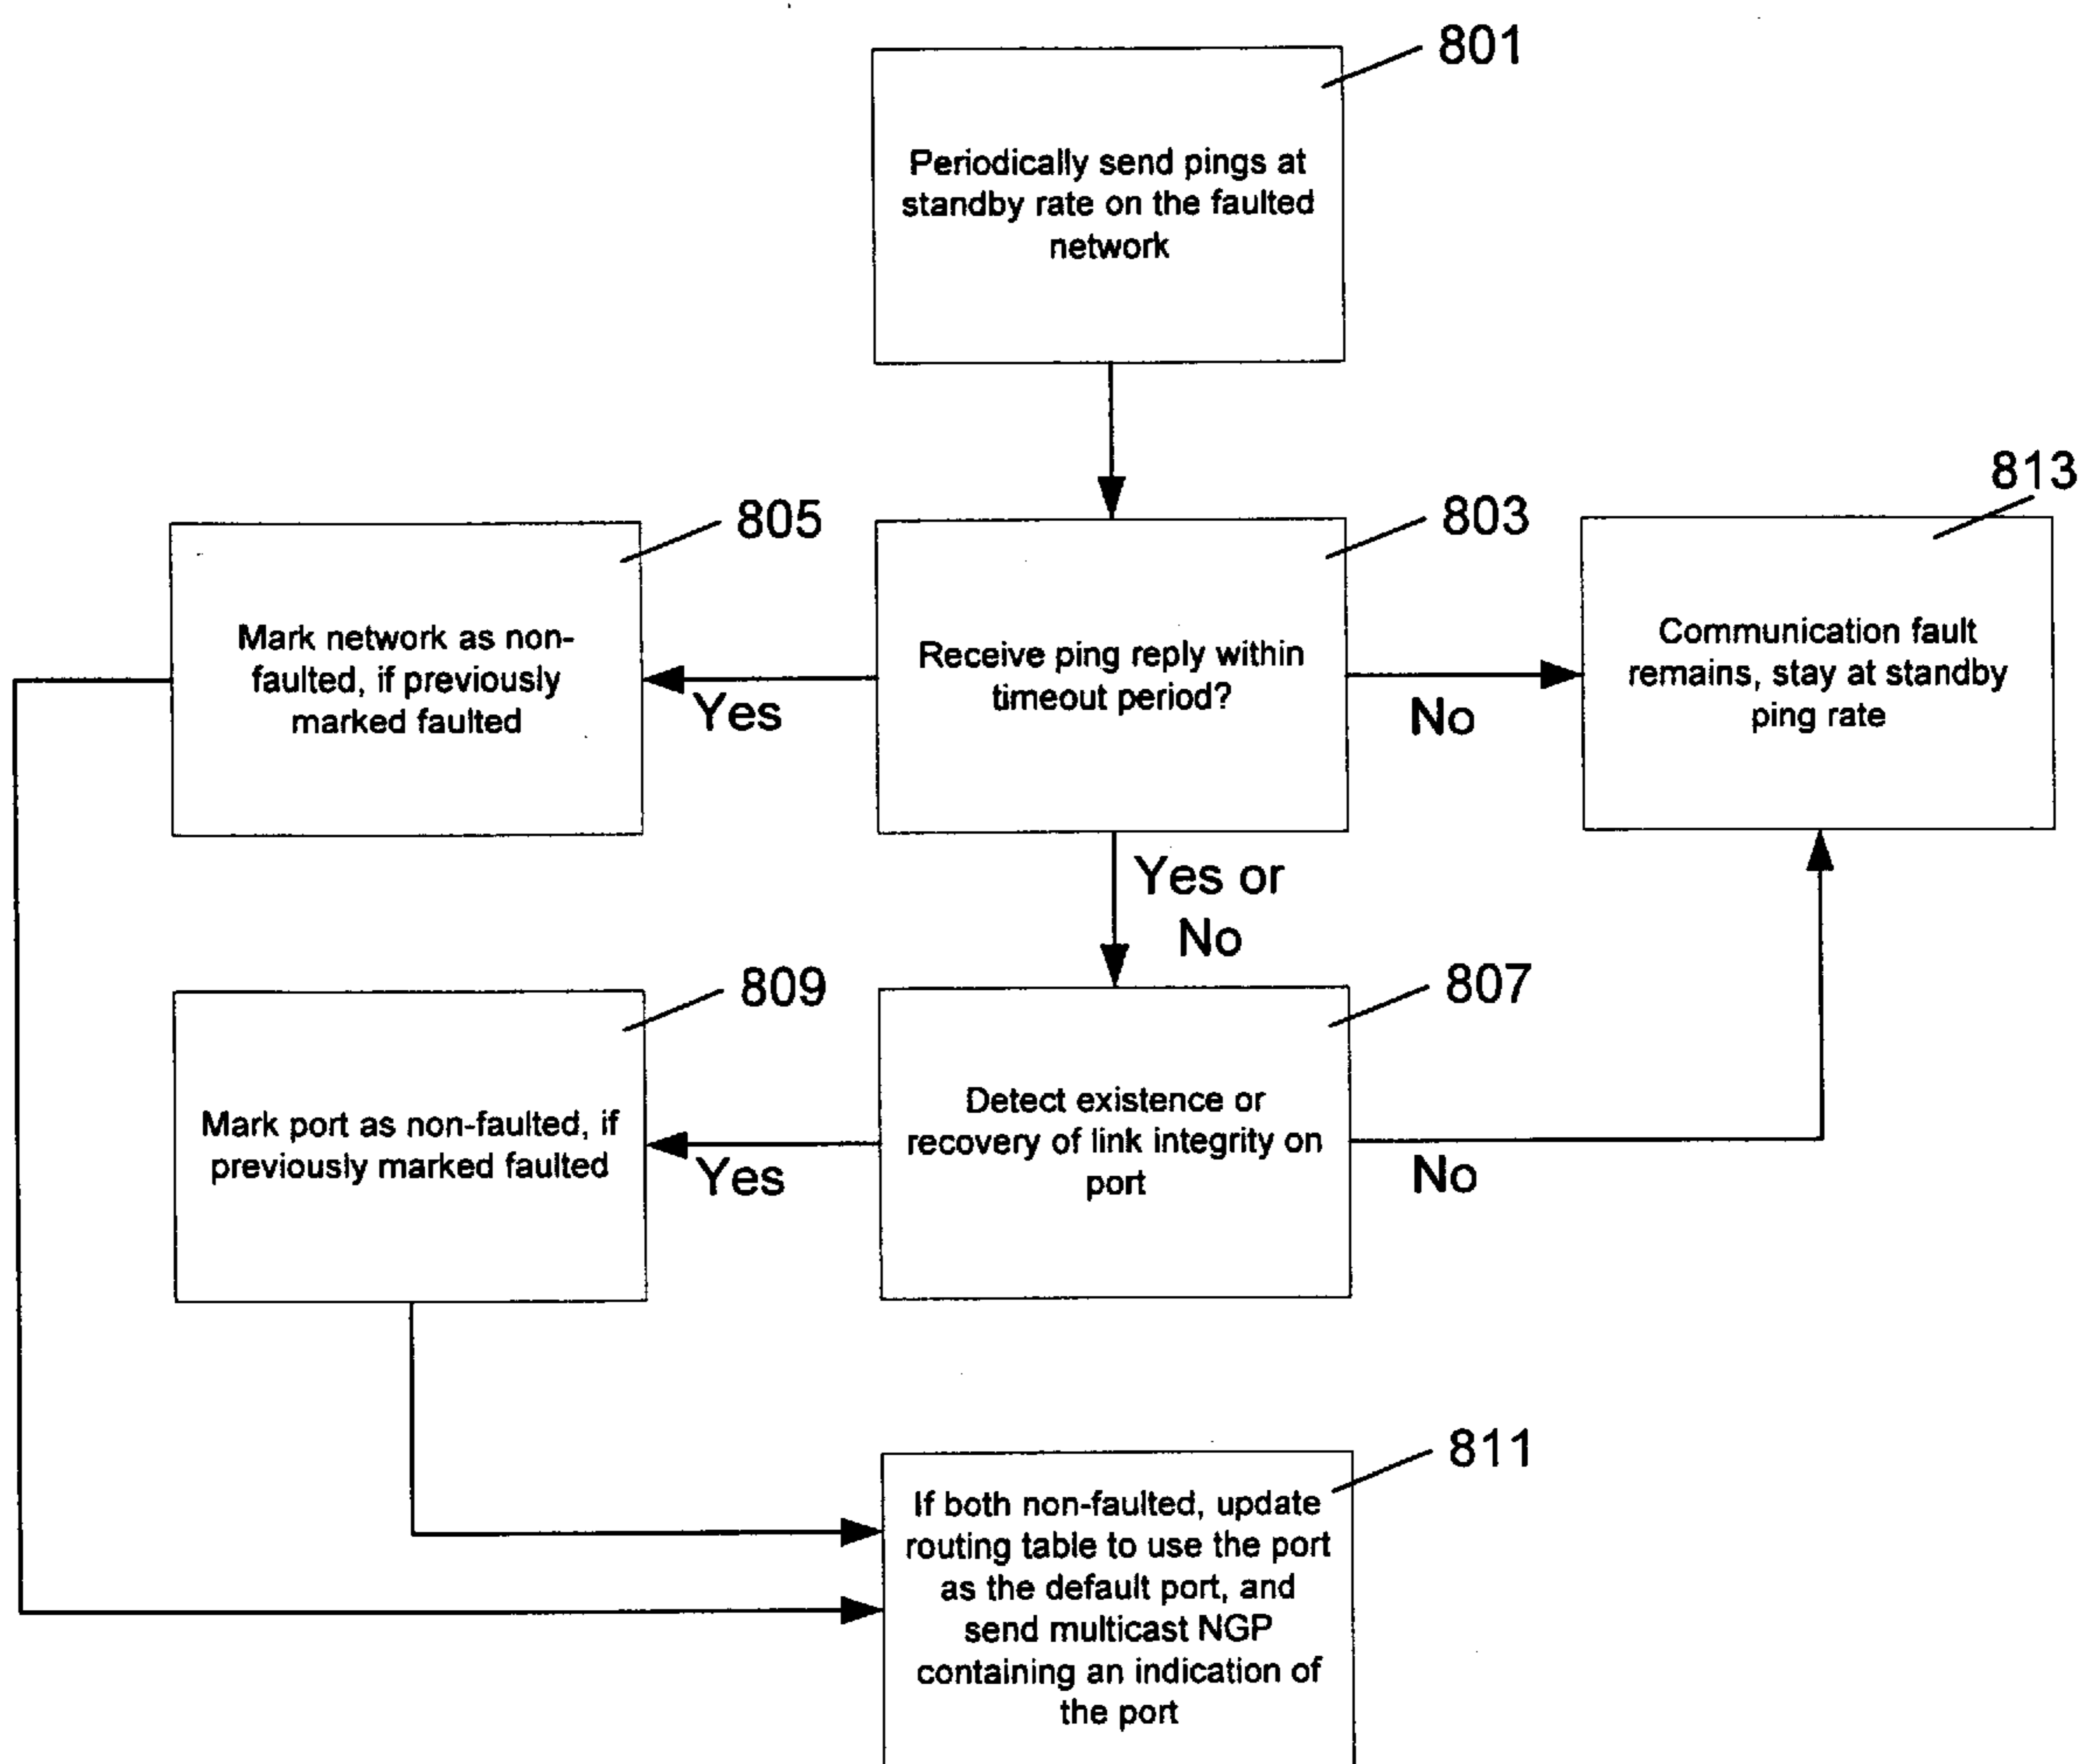 801
Periodically send pings at
standby rate on the faulted
network
813
805
803
Mark network as non-
faulted, if previously
marked faulted
Yes
Receive ping reply within
timeout period?
No
Communication fault
remains, stay at standby
ping rate
Yes or
No
809
807
Mark port as non-faulted, if
previously marked faulted
Yes
Detect existence or
recovery of link integrity on
port
No
811
If both non-faulted, update
routing table to use the port
as the default port, and
send multicast NGP
containing an indication of
the port